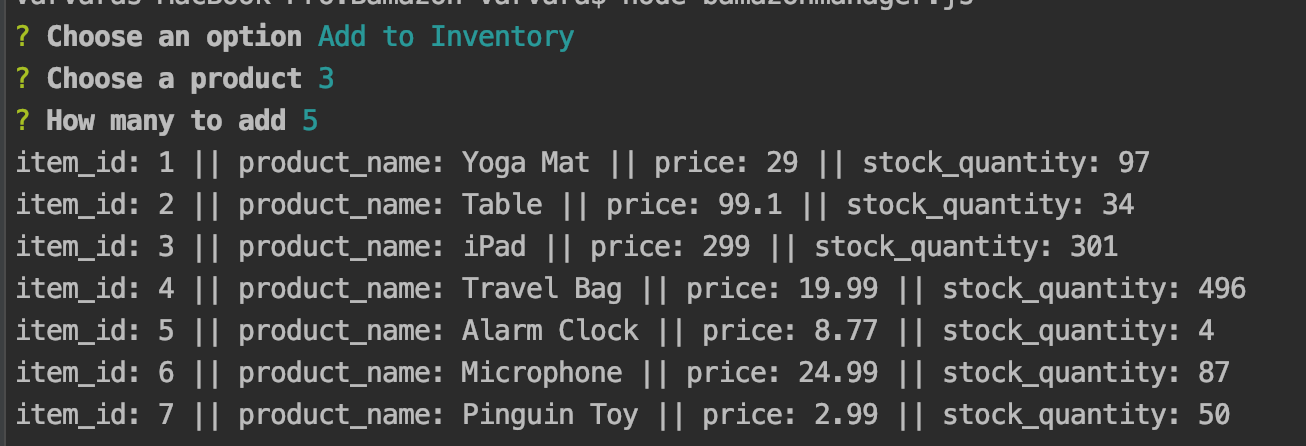 ? Choose an option Add to Inventory
? Choose a product 3
? How many to add 5
item_id: 1 || product_name: Yoga Mat || price: 29 || stock_quantity: 97
item_id: 2 || product_name: Table || price: 99.1 || stock_quantity: 34
item_id: 3 || product_name: iPad || price: 299 || stock_quantity: 301
item_id: 4 || product_name: Travel Bag || price: 19.99 || stock_quantity: 496
item_id: 5 || product_name: Alarm Clock || price: 8.77 || stock_quantity: 4
item_id: 6 || product_name: Microphone || price: 24.99 || stock_quantity: 87
item_id: 7 || product_name: Pinguin Toy || price: 2.99 || stock_quantity: 50